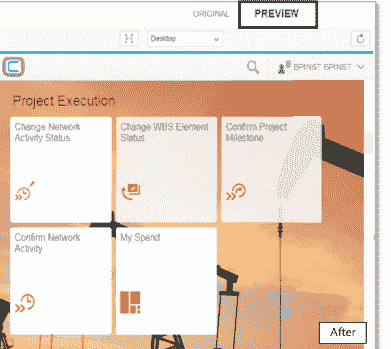 ORIGINAL
PREVIEW
Desktop
BPINST BPINST
Project Execution
Change Network
Activity Status
Change WBS Element
Status
Confirm Project
Milestone
Confirm Network
Activity
My Spend
After